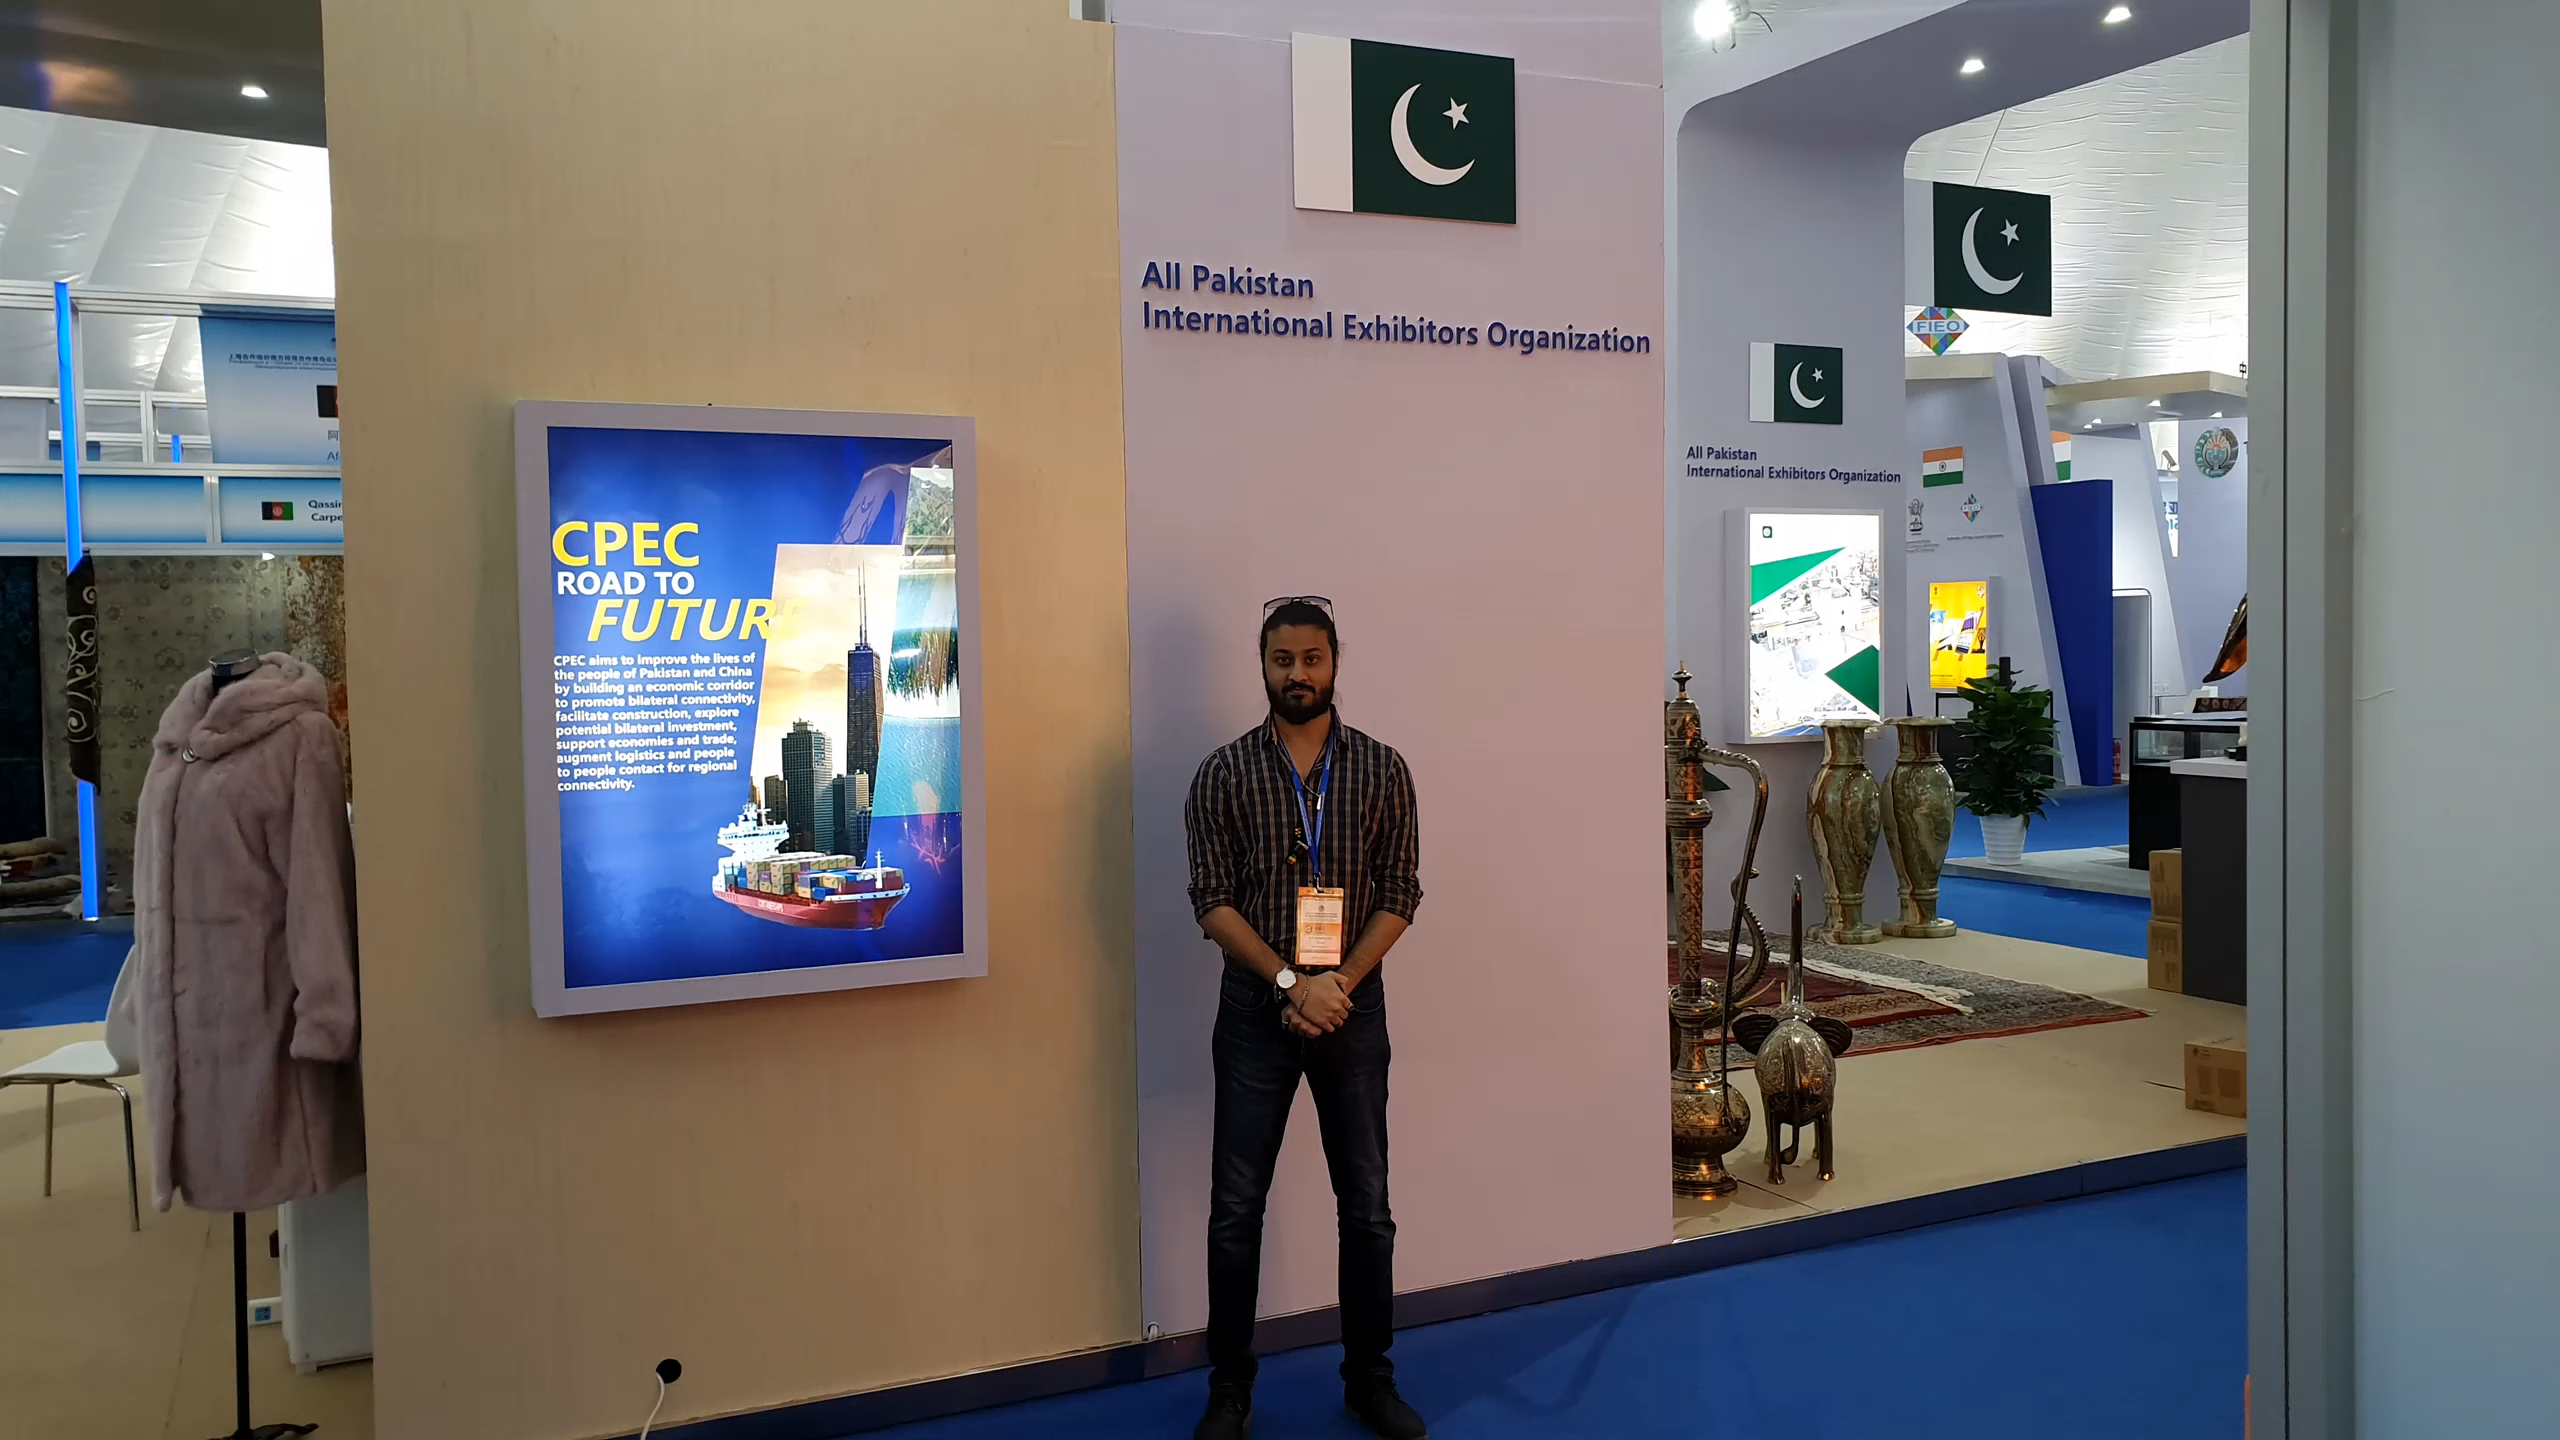 All Pakistan
International Exhibitors Organization
CPEC
ROAD TO
FUTURE
CPEC aims to improve the lives of
the people of Pakistan and China
by building an economic corridor
to promote bilateral connectivity,
facilitate construction, explore
potential bilateral investment,
support economies and trade,
augment logistics and people
to people contact for regional
connectivity.
All Pakistan
International Exhibitors Organization
FIEO
Qassim
Carpe